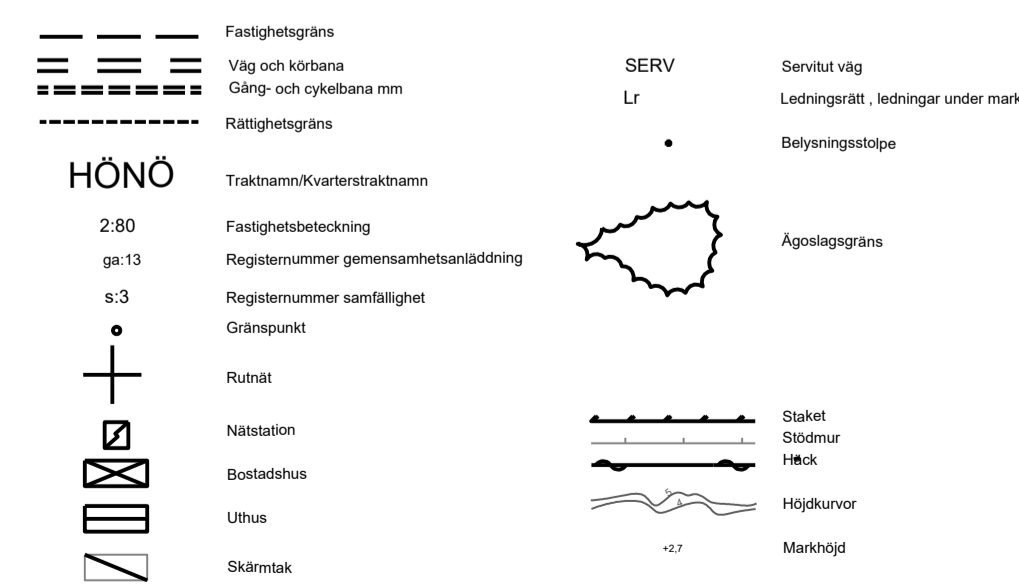 Fastighetsgräns
Väg och körbana
Gång- och cykelbana mm
Rättighetsgräns
HÖNÖ Traktnamn/Kvarterstraktnamn
2:80 Fastighetsbeteckning
ga:13 Registernummer gemensamhetsanläddning
s:3 Registernummer samfällighet
Gränspunkt
Rutnät
Nätstation
Bostadshus
Uthus
Skärmtak
SERV Servitut väg
Lr Ledningsrätt , ledningar under mark
Belysningsstolpe
Ägoslagsgräns
Staket
Stödmur
Häck
5
4
Höjdkurvor
+2,7 Markhöjd